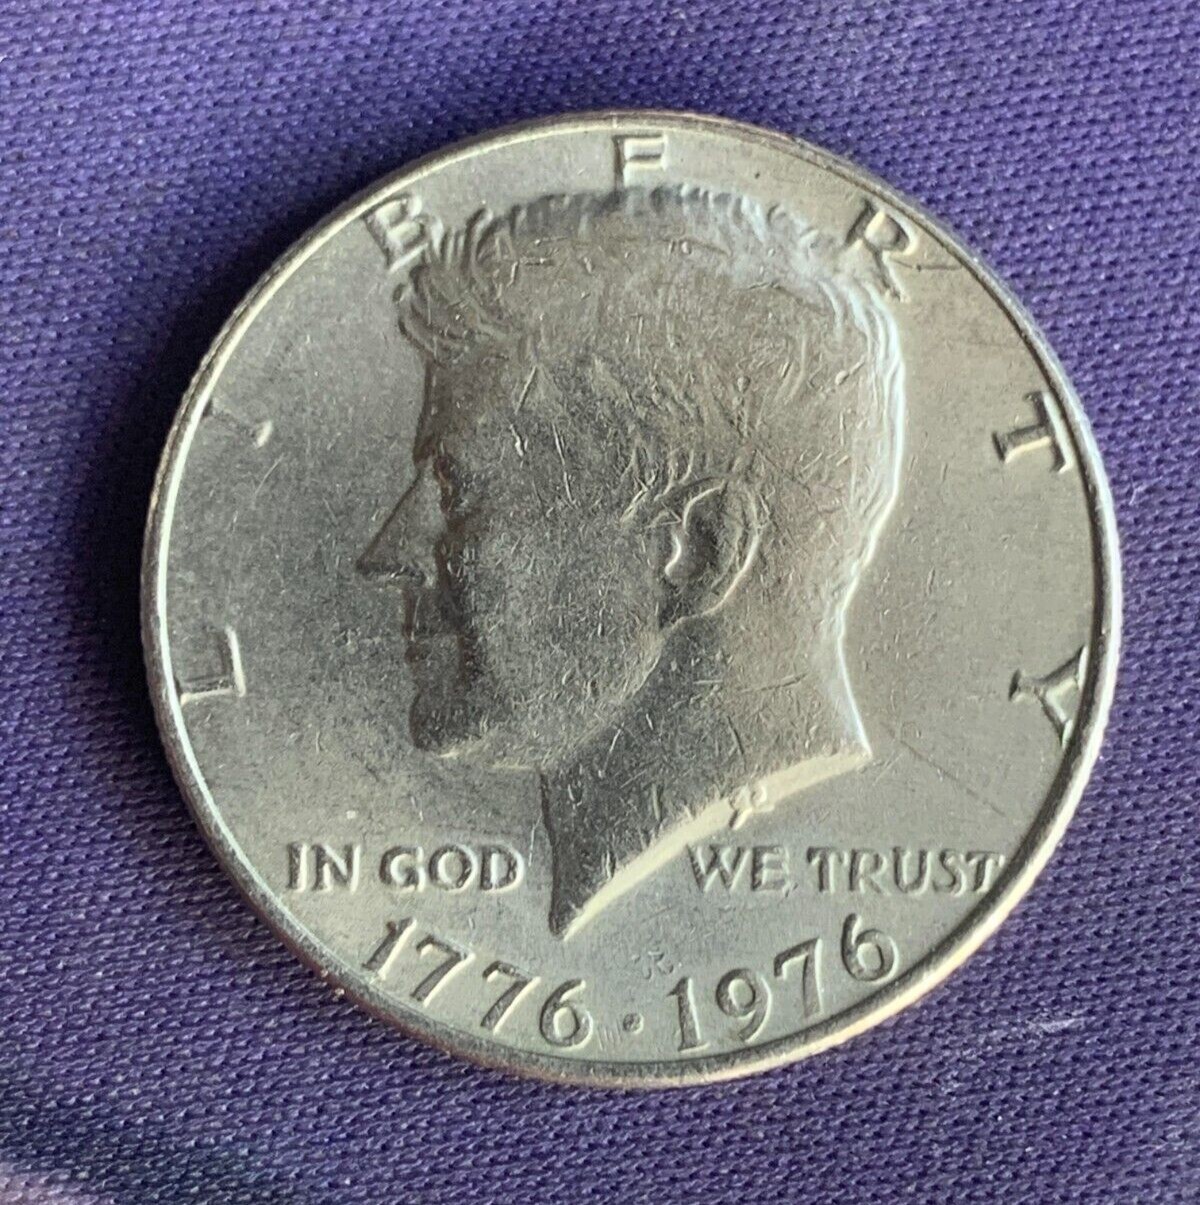 LIBERTY
IN GOD WE TRUST
1776·1976